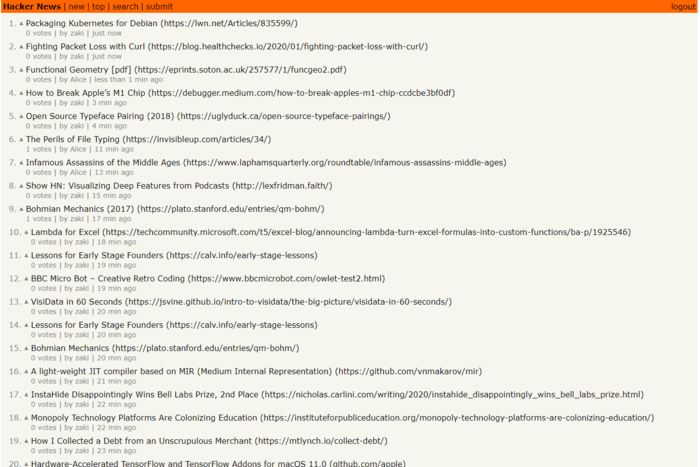 Hacker News | new | top | search | submit logout
1. ▲ Packaging Kubernetes for Debian (https://lwn.net/Articles/835599/)
0 votes | by zaki | just now
2. ▲ Fighting Packet Loss with Curl (https://blog.healthchecks.io/2020/01/fighting-packet-loss-with-curl/)
0 votes | by zaki | just now
3. ▲ Functional Geometry [pdf] (https://eprints.soton.ac.uk/257577/1/funcgeo2.pdf)
0 votes | by Alice | less than 1 min ago
4. ▲ How to Break Apple's M1 Chip (https://debugger.medium.com/how-to-break-apples-m1-chip-ccdcbe3bf0df)
0 votes | by zaki | 3 min ago
5. ▲ Open Source Typeface Pairing (2018) (https://uglyduck.ca/open-source-typeface-pairings/)
0 votes | by zaki | 4 min ago
6. ▲ The Perils of File Typing (https://invisibleup.com/articles/34/)
1 votes | by Alice | 11 min ago
7. ▲ Infamous Assassins of the Middle Ages (https://www.laphamsquarterly.org/roundtable/infamous-assassins-middle-ages)
0 votes | by Alice | 13 min ago
8. ▲ Show HN: Visualizing Deep Features from Podcasts (http://lexfridman.faith/)
0 votes | by zaki | 15 min ago
9. ▲ Bohmian Mechanics (2017) (https://plato.stanford.edu/entries/qm-bohm/)
1 votes | by zaki | 17 min ago
10. ▲ Lambda for Excel (https://techcommunity.microsoft.com/t5/excel-blog/announcing-lambda-turn-excel-formulas-into-custom-functions/ba-p/1925546)
0 votes | by zaki | 18 min ago
11. ▲ Lessons for Early Stage Founders (https://calv.info/early-stage-lessons)
0 votes | by zaki | 19 min ago
12. ▲ BBC Micro Bot – Creative Retro Coding (https://www.bbcmicrobot.com/owlet-test2.html)
0 votes | by zaki | 19 min ago
13. ▲ VisiData in 60 Seconds (https://jsvine.github.io/intro-to-visidata/the-big-picture/visidata-in-60-seconds/)
0 votes | by zaki | 20 min ago
14. ▲ Lessons for Early Stage Founders (https://calv.info/early-stage-lessons)
0 votes | by zaki | 20 min ago
15. ▲ Bohmian Mechanics (https://plato.stanford.edu/entries/qm-bohm/)
0 votes | by zaki | 20 min ago
16. ▲ A light-weight JIT compiler based on MIR (Medium Internal Representation) (https://github.com/vnmakarov/mir)
0 votes | by zaki | 21 min ago
17. ▲ InstaHide Disappointingly Wins Bell Labs Prize, 2nd Place (https://nicholas.carlini.com/writing/2020/instahide_disappointingly_wins_bell_labs_prize.html)
0 votes | by zaki | 22 min ago
18. ▲ Monopoly Technology Platforms Are Colonizing Education (https://instituteforpubliceducation.org/monopoly-technology-platforms-are-colonizing-education/)
0 votes | by zaki | 22 min ago
19. ▲ How I Collected a Debt from an Unscrupulous Merchant (https://mtlynch.io/collect-debt/)
0 votes | by zaki | 23 min ago
20. ▲ Hardware-Accelerated TensorFlow and TensorFlow Addons for macOS 11.0 (github.com/apple)